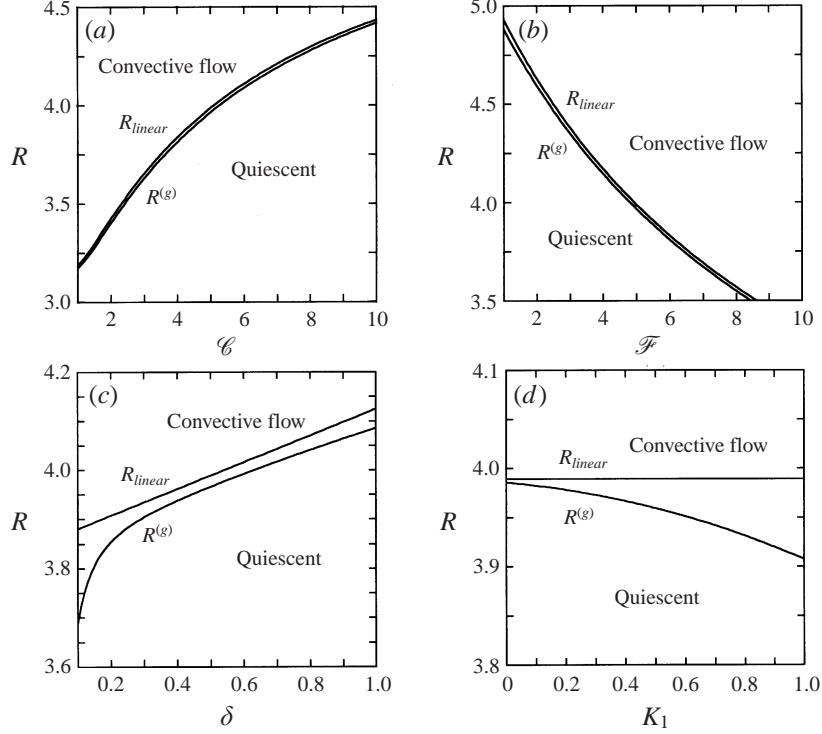 4.5
(a)
Convective flow
4.0
R_linear
R
R^(g)
Quiescent
3.5
3.0
2 4 6 8 10
𝒞
5.0
(b)
4.5
R_linear
R
R^(g)
Convective flow
4.0
Quiescent
3.5
2 4 6 8 10
ℱ
4.2
(c)
Convective flow
R_linear
4.0
R
R^(g)
3.8
Quiescent
3.6
0.2 0.4 0.6 0.8 1.0
δ
4.1
(d)
Convective flow
R_linear
4.0
R
R^(g)
3.9
Quiescent
3.8
0 0.2 0.4 0.6 0.8 1.0
K₁